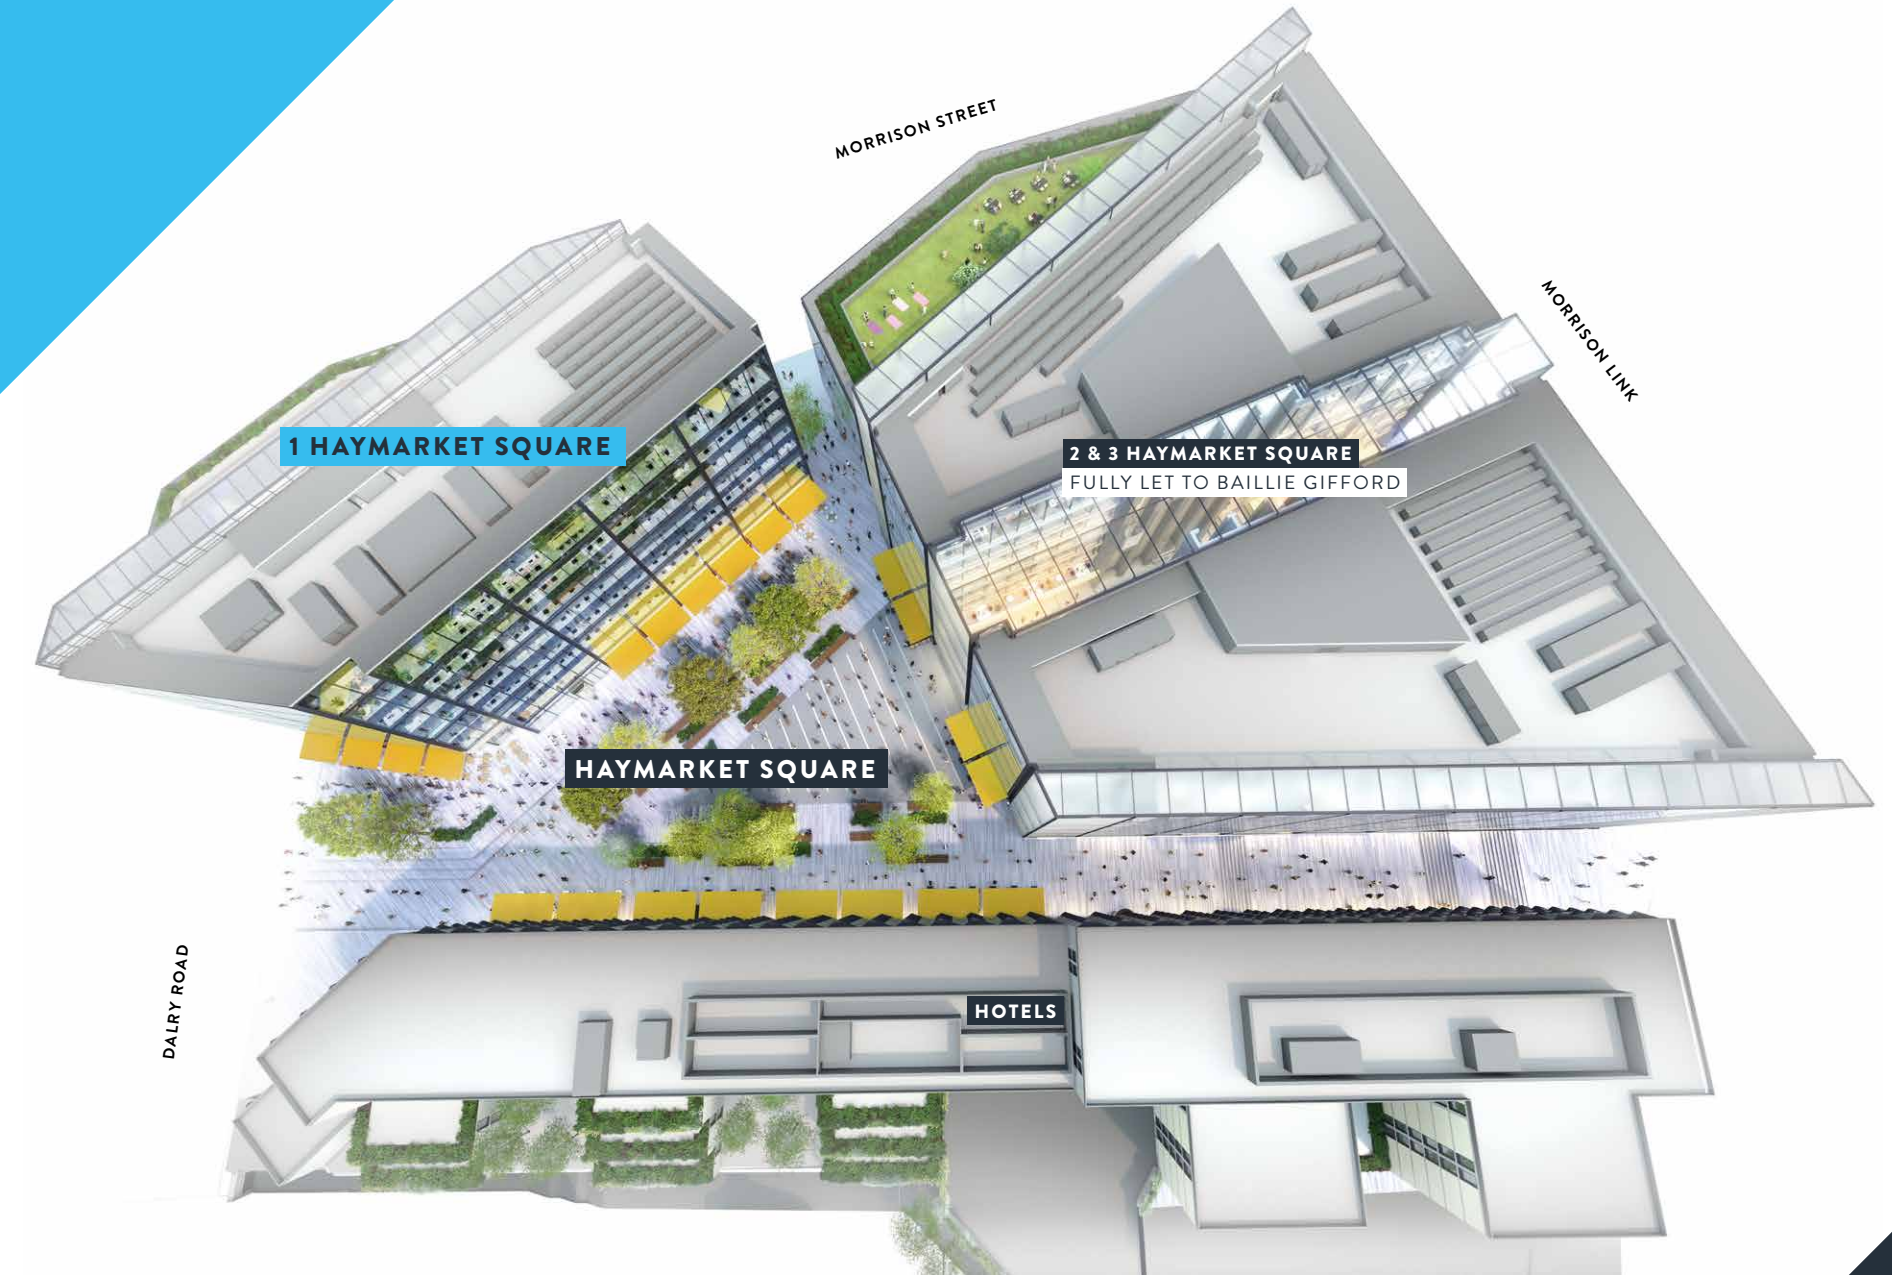 MORRISON STREET
MORRISON LINK
1 HAYMARKET SQUARE
2 & 3 HAYMARKET SQUARE
FULLY LET TO BAILLIE GIFFORD
HAYMARKET SQUARE
DALRY ROAD
HOTELS